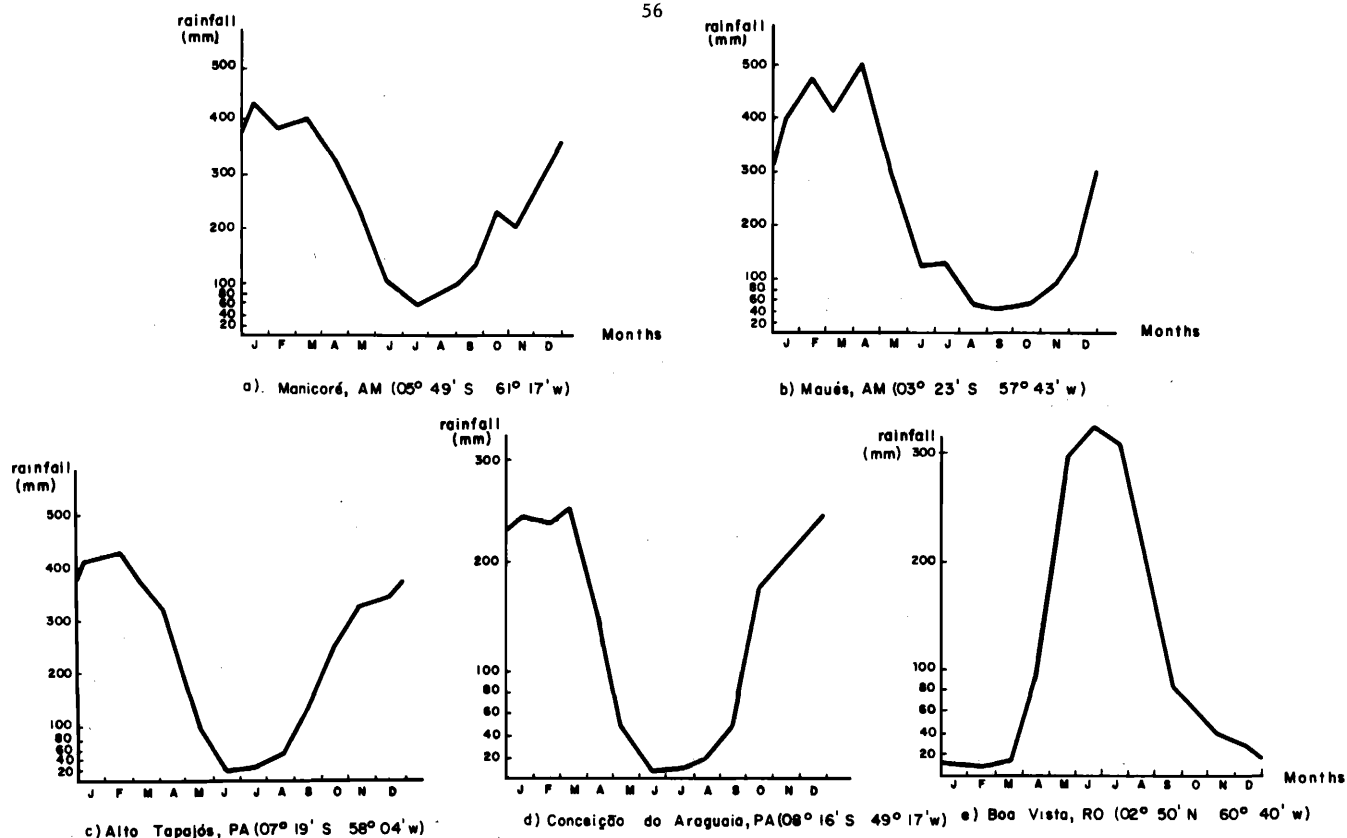 56
rainfall
(mm)
500
400
300
200
100
80
60
40
20
J F M A M J J A S O N D
Months
a). Manicoré, AM (05° 49' S 61° 17' w)
rainfall
(mm)
500
400
300
200
100
80
60
40
20
J F M A M J J A S O N D
Months
b) Maués, AM (03° 23' S 57° 43' w)
rainfall
(mm)
500
400
300
200
100
80
60
40
20
J F M A M J J A S O N D
c) Alto Tapajós, PA (07° 19' S 58° 04' w)
rainfall
(mm)
300
200
100
80
60
40
20
J F M A M J J A S O N D
d) Conceição do Araguaia, PA (08° 16' S 49° 17' w)
rainfall
(mm)
300
200
100
80
60
40
20
J F M A M J J A S O N D
Months
e) Boa Vista, RO (02° 50' N 60° 40' w)